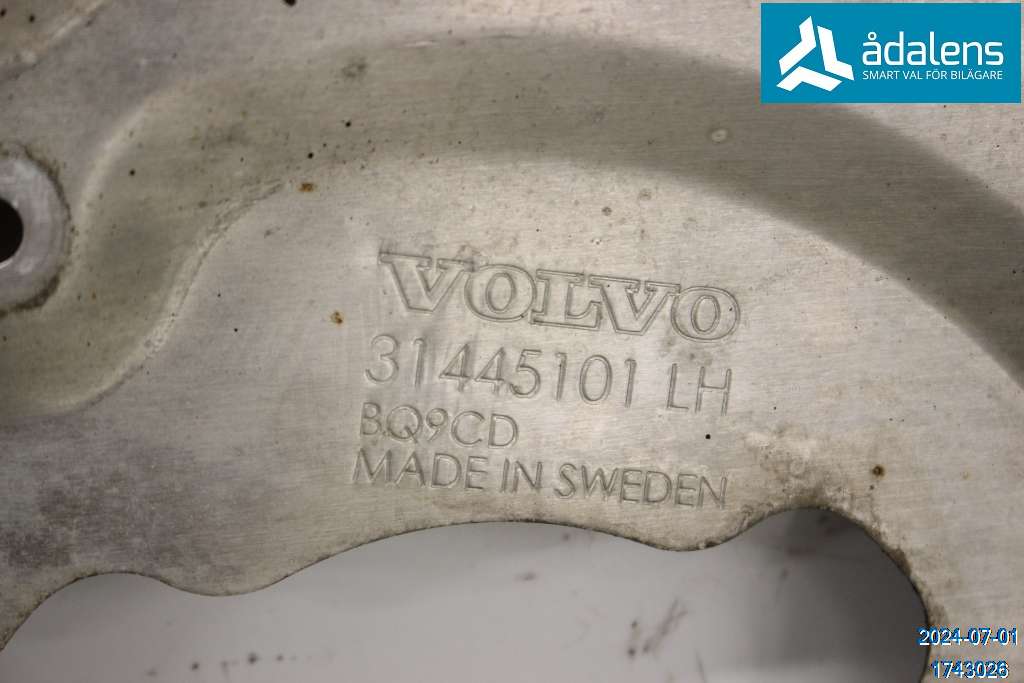 ådalens
SMART VAL FÖR BILÄGARE
VOLVO
31445101 LH
BQ9CD
MADE IN SWEDEN
2024-07-01
1743026